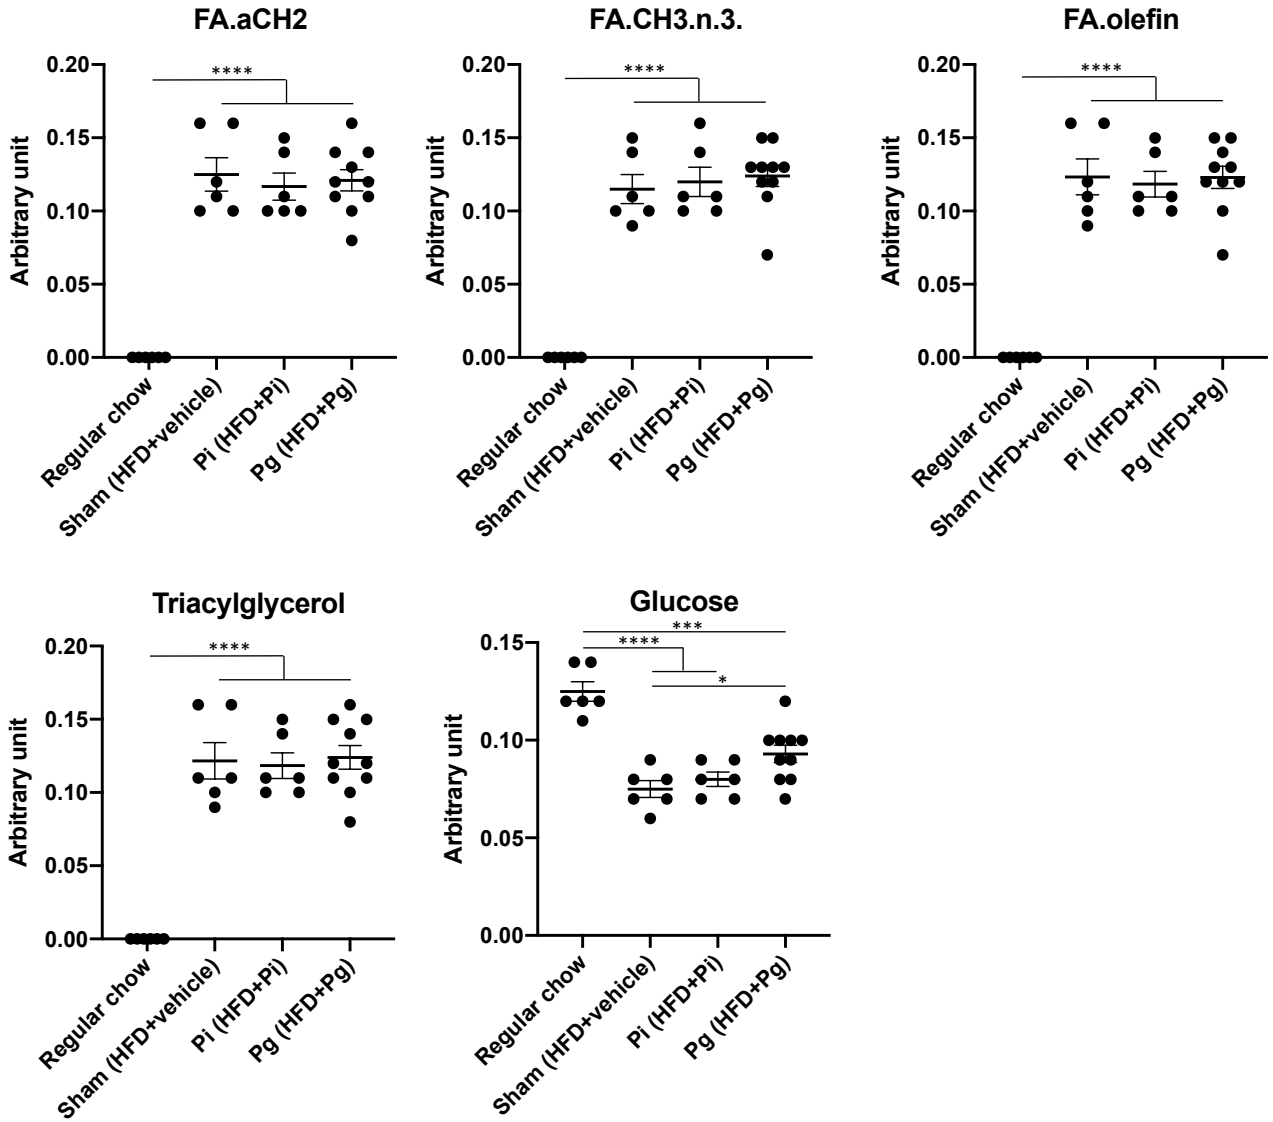 FA.aCH2
Arbitrary unit
0.20
0.15
0.10
0.05
0.00
****
Regular chow
Sham (HFD+vehicle)
Pi (HFD+Pi)
Pg (HFD+Pg)
FA.CH3.n.3.
Arbitrary unit
0.20
0.15
0.10
0.05
0.00
****
Regular chow
Sham (HFD+vehicle)
Pi (HFD+Pi)
Pg (HFD+Pg)
FA.olefin
Arbitrary unit
0.20
0.15
0.10
0.05
0.00
****
Regular chow
Sham (HFD+vehicle)
Pi (HFD+Pi)
Pg (HFD+Pg)
Triacylglycerol
Arbitrary unit
0.20
0.15
0.10
0.05
0.00
****
Regular chow
Sham (HFD+vehicle)
Pi (HFD+Pi)
Pg (HFD+Pg)
Glucose
Arbitrary unit
0.15
0.10
0.05
0.00
***
****
*
Regular chow
Sham (HFD+vehicle)
Pi (HFD+Pi)
Pg (HFD+Pg)